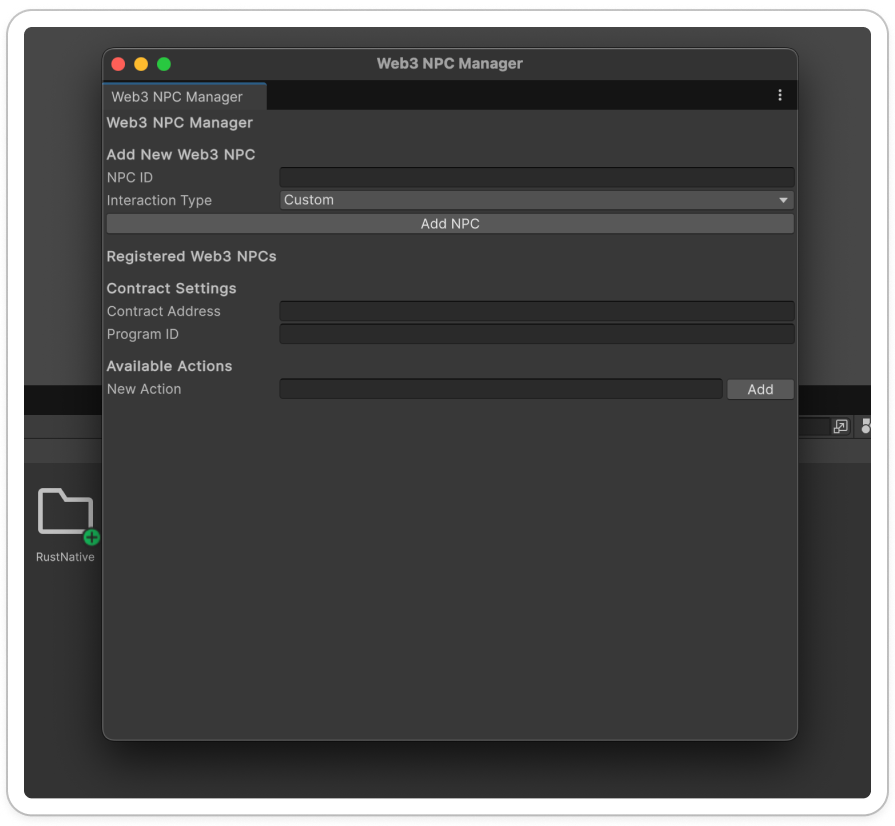 Web3 NPC Manager
Web3 NPC Manager
Web3 NPC Manager
Add New Web3 NPC
NPC ID
Interaction Type Custom
Add NPC
Registered Web3 NPCs
Contract Settings
Contract Address
Program ID
Available Actions
New Action Add
RustNative